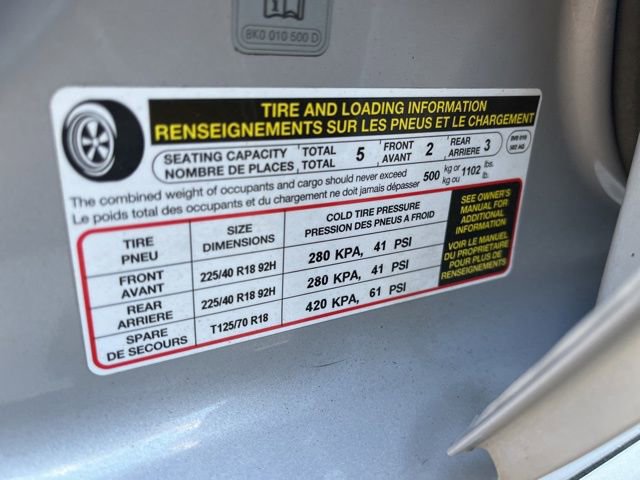 8K0 010 500 D
TIRE AND LOADING INFORMATION
RENSEIGNEMENTS SUR LES PNEUS ET LE CHARGEMENT
SEATING CAPACITY TOTAL 5 FRONT 2 REAR 3
NOMBRE DE PLACES TOTAL AVANT ARRIERE
The combined weight of occupants and cargo should never exceed 500 kg or 1102 lbs.
Le poids total des occupants et du chargement ne doit jamais dépasser kg ou lb.
TIRE PNEU
SIZE DIMENSIONS
COLD TIRE PRESSURE
PRESSION DES PNEUS A FROID
FRONT AVANT 225/40 R18 92H 280 KPA, 41 PSI
REAR ARRIERE 225/40 R18 92H 280 KPA, 41 PSI
SPARE DE SECOURS T125/70 R18 420 KPA, 61 PSI
SEE OWNER'S
MANUAL FOR
ADDITIONAL
INFORMATION
VOIR LE MANUEL
DU PROPRIETAIRE
POUR PLUS DE
RENSEIGNEMENTS